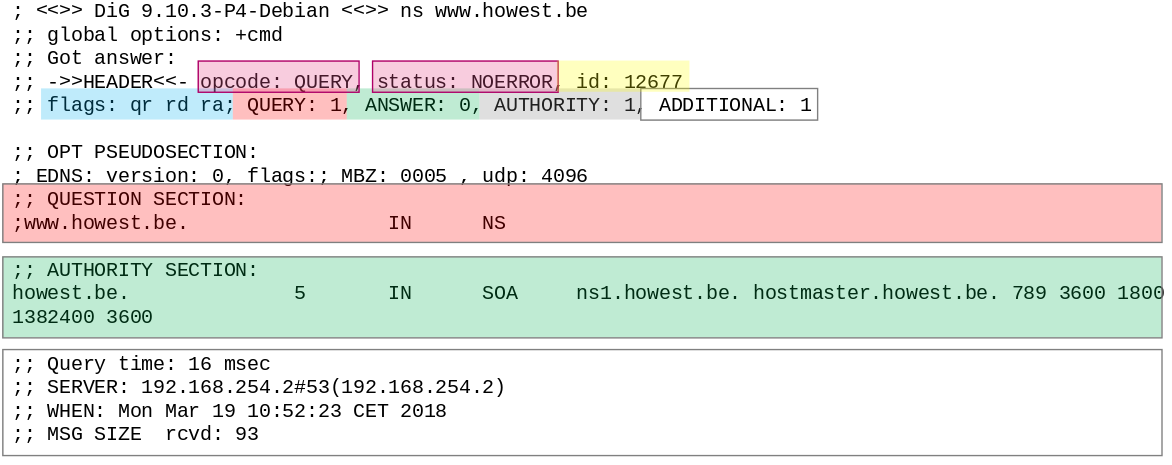 ; <<>> DiG 9.10.3-P4-Debian <<>> ns www.howest.be
;; global options: +cmd
;; Got answer:
;; ->>HEADER<<- opcode: QUERY, status: NOERROR, id: 12677
;; flags: qr rd ra; QUERY: 1, ANSWER: 0, AUTHORITY: 1, ADDITIONAL: 1
;; OPT PSEUDOSECTION:
; EDNS: version: 0, flags:; MBZ: 0005 , udp: 4096
;; QUESTION SECTION:
;www.howest.be. IN NS
;; AUTHORITY SECTION:
howest.be. 5 IN SOA ns1.howest.be. hostmaster.howest.be. 789 3600 1800
1382400 3600
;; Query time: 16 msec
;; SERVER: 192.168.254.2#53(192.168.254.2)
;; WHEN: Mon Mar 19 10:52:23 CET 2018
;; MSG SIZE rcvd: 93